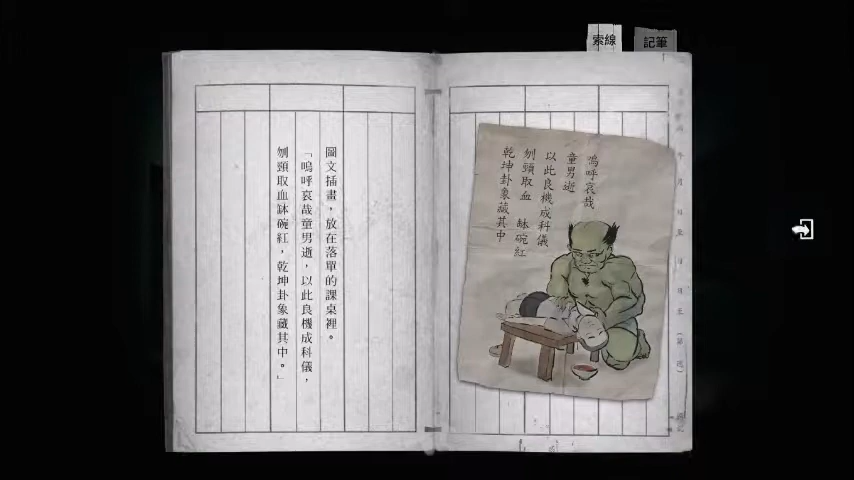 筆記
線索
嗚呼哀哉
童男逝
以此良機成科儀
刎頸取血 缽碗紅
乾坤卦象藏其中
圖文插畫，放在落單的課桌裡。
「嗚呼哀哉童男逝，以此良機成科儀，
刎頸取血缽碗紅，乾坤卦象藏其中。」